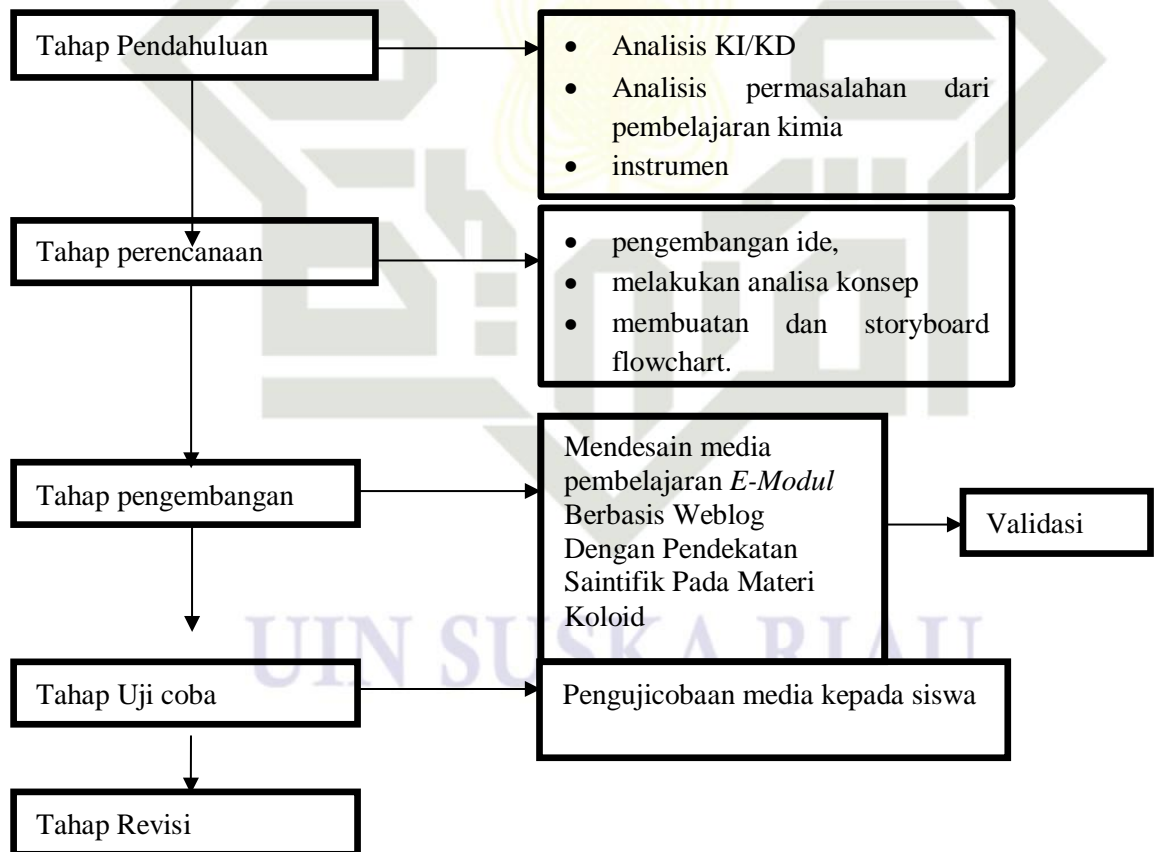 Tahap Pendahuluan
• Analisis KI/KD
• Analisis permasalahan dari
pembelajaran kimia
• instrumen
Tahap perencanaan
• pengembangan ide,
• melakukan analisa konsep
• membuatan dan storyboard
flowchart.
Tahap pengembangan
Mendesain media
pembelajaran E-Modul
Berbasis Weblog
Dengan Pendekatan
Saintifik Pada Materi
Koloid
Validasi
UIN SUSKA RIAU
Tahap Uji coba
Pengujicobaan media kepada siswa
Tahap Revisi